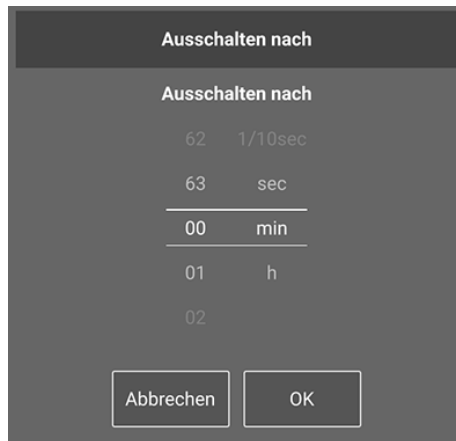 Ausschalten nach
Ausschalten nach
62 1/10sec
63 sec
00 min
01 h
02
Abbrechen OK